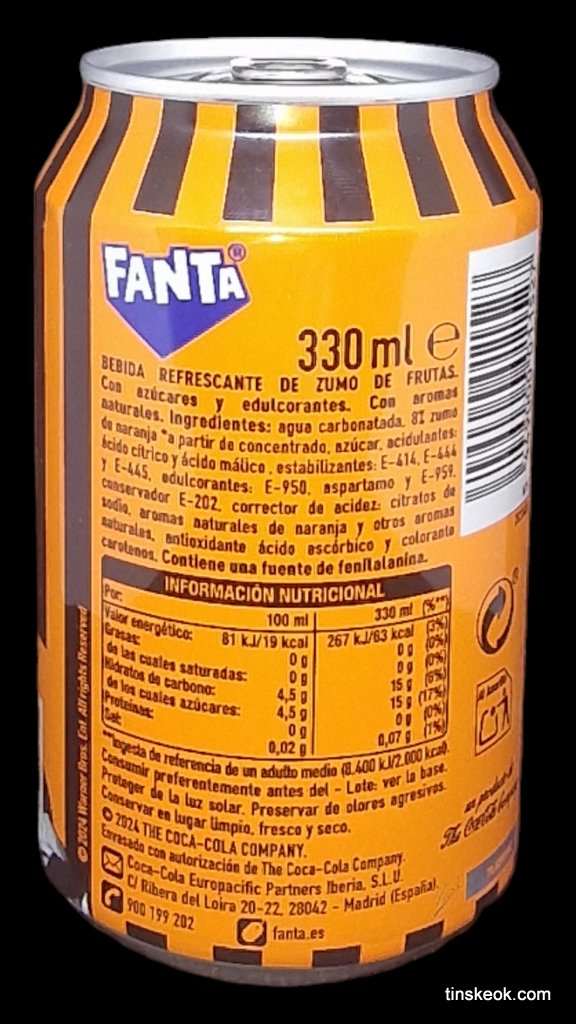 FANTA®
330 ml ℮
BEBIDA REFRESCANTE DE ZUMO DE FRUTAS.
Con azúcares y edulcorantes. Con aromas
naturales. Ingredientes: agua carbonatada, 8% zumo
de naranja *a partir de concentrado, azúcar, acidulantes:
ácido cítrico y ácido málico, estabilizantes: E-414, E-444
y E-445, edulcorantes: E-950, aspartamo y E-959,
conservador E-202, corrector de acidez: citratos de
sodio, aromas naturales de naranja y otros aromas
naturales, antioxidante ácido ascórbico y colorante
carotenos. Contiene una fuente de fenilalanina.
INFORMACIÓN NUTRICIONAL
Por: 100 ml 330 ml (%**)
Valor energético: 81 kJ/19 kcal 267 kJ/63 kcal (3%)
Grasas: 0 g 0 g (0%)
de las cuales saturadas: 0 g 0 g (0%)
Hidratos de carbono: 4,5 g 15 g (6%)
de los cuales azúcares: 4,5 g 15 g (17%)
Proteínas: 0 g 0 g (0%)
Sal: 0,02 g 0,07 g (1%)
**Ingesta de referencia de un adulto medio (8.400 kJ/2.000 kcal).
Consumir preferentemente antes del - Lote: ver la base.
Proteger de la luz solar. Preservar de olores agresivos.
Conservar en lugar limpio, fresco y seco.
© 2024 THE COCA-COLA COMPANY.
Envasado con autorización de The Coca-Cola Company.
Coca-Cola Europacific Partners Iberia, S.L.U.
C/ Ribera del Loira 20-22, 28042 - Madrid (España).
900 199 202
fanta.es
©2024 Warner Bros. Ent. All rights Reserved
un producto de
The Coca-Cola Company
tinskeok.com